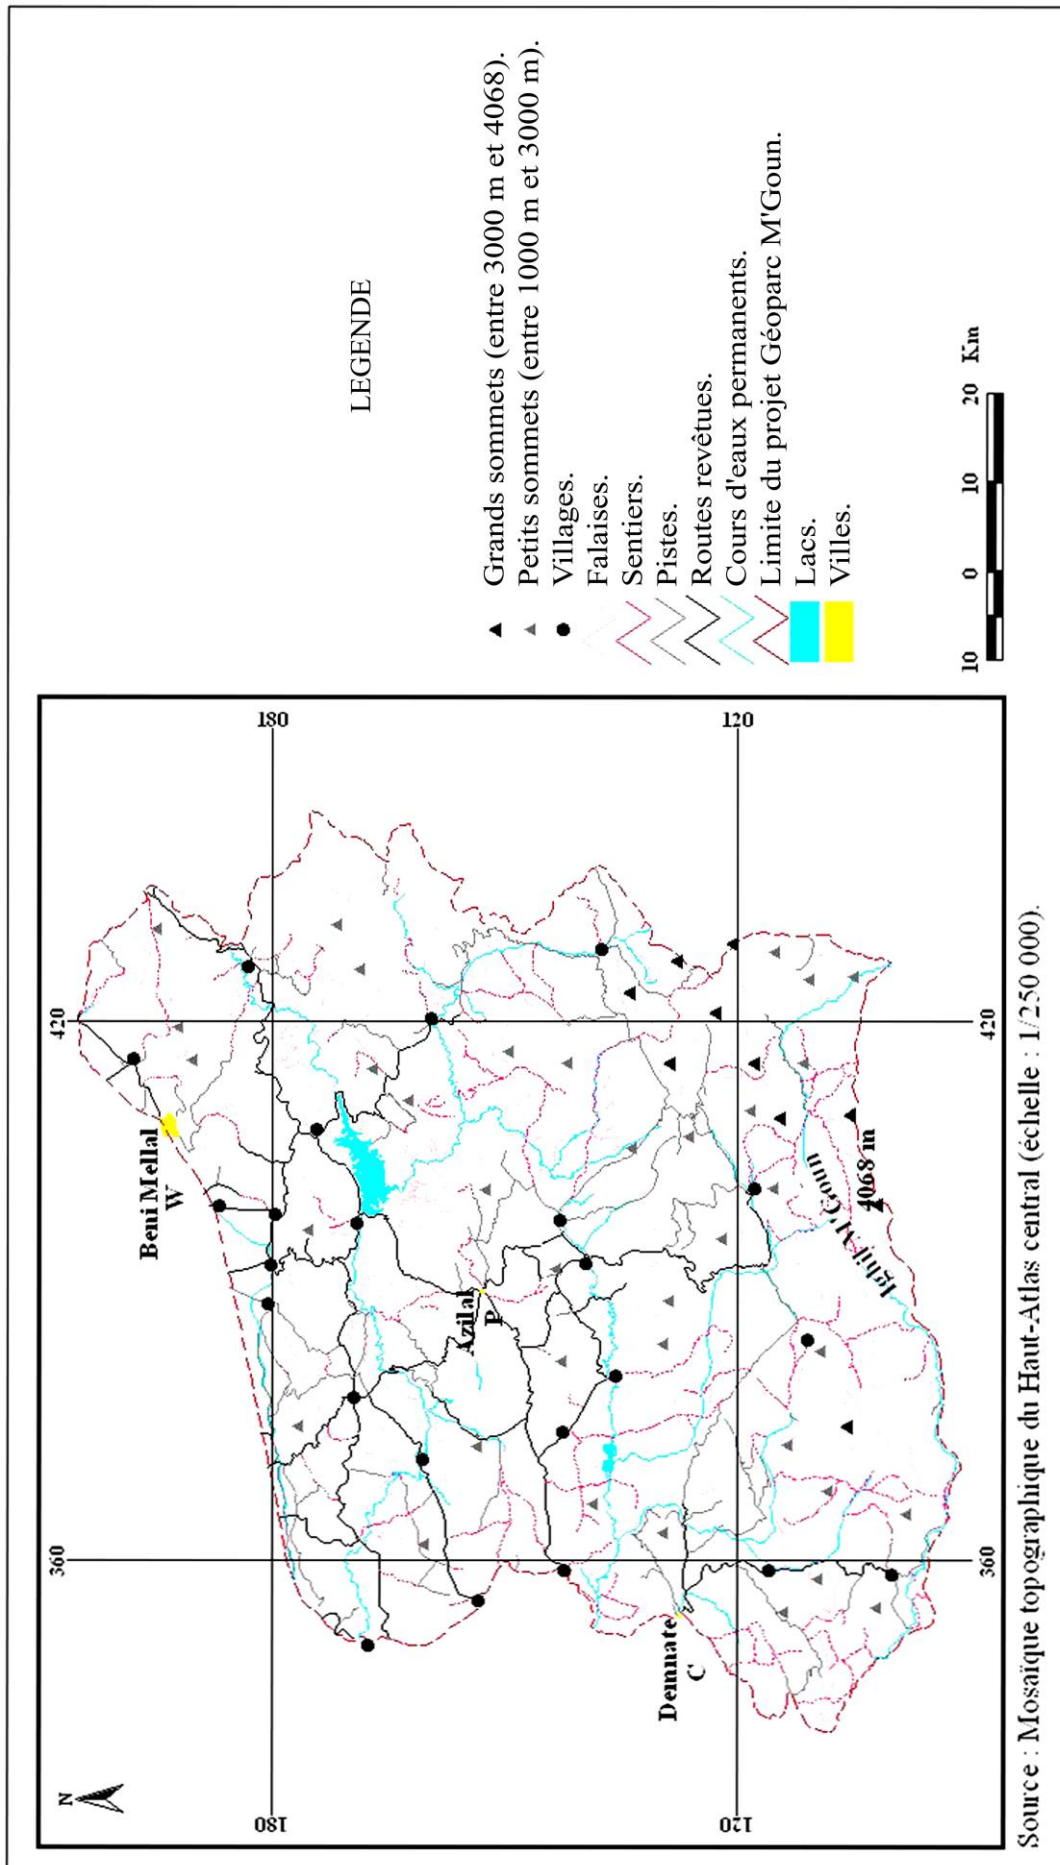 LEGENDE
Grands sommets (entre 3000 m et 4068).
Petits sommets (entre 1000 m et 3000 m).
Villages.
Falaises.
Sentiers.
Pistes.
Routes revêtues.
Cours d'eaux permanents.
Limite du projet Géoparc M'Goun.
Lacs.
Villes.
10 0 10 20 Km
N
360
420
180
180
120
120
360
420
Beni Mellal
W
Azilal
P
Demnate
C
Ighil M'Goun
4068 m
Source : Mosaïque topographique du Haut-Atlas central (échelle : 1/250 000).